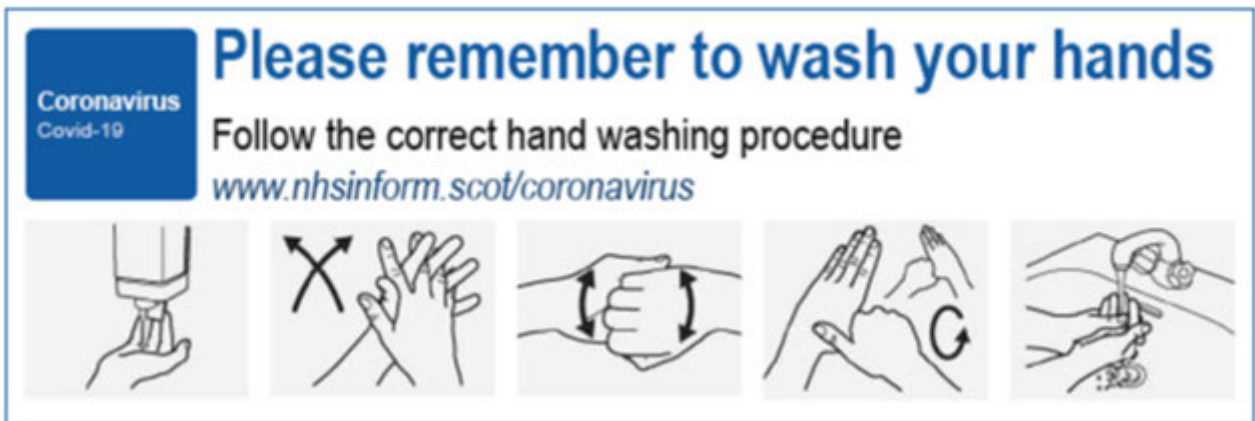 Coronavirus
Covid-19
Please remember to wash your hands
Follow the correct hand washing procedure
www.nhsinform.scot/coronavirus